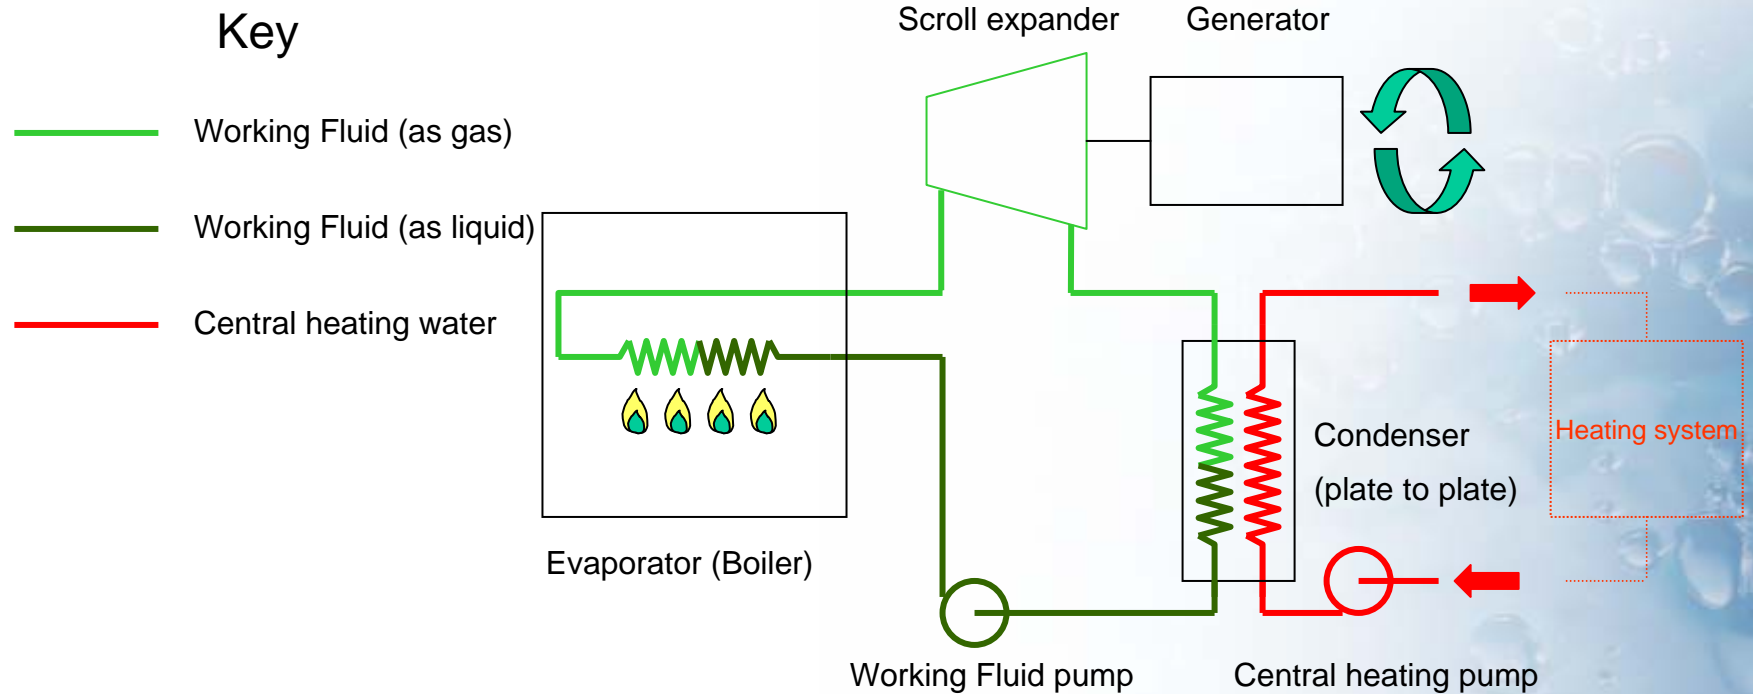 Key
Scroll expander
Generator
Working Fluid (as gas)
Working Fluid (as liquid)
Central heating water
Condenser
(plate to plate)
Heating system
Evaporator (Boiler)
Working Fluid pump
Central heating pump